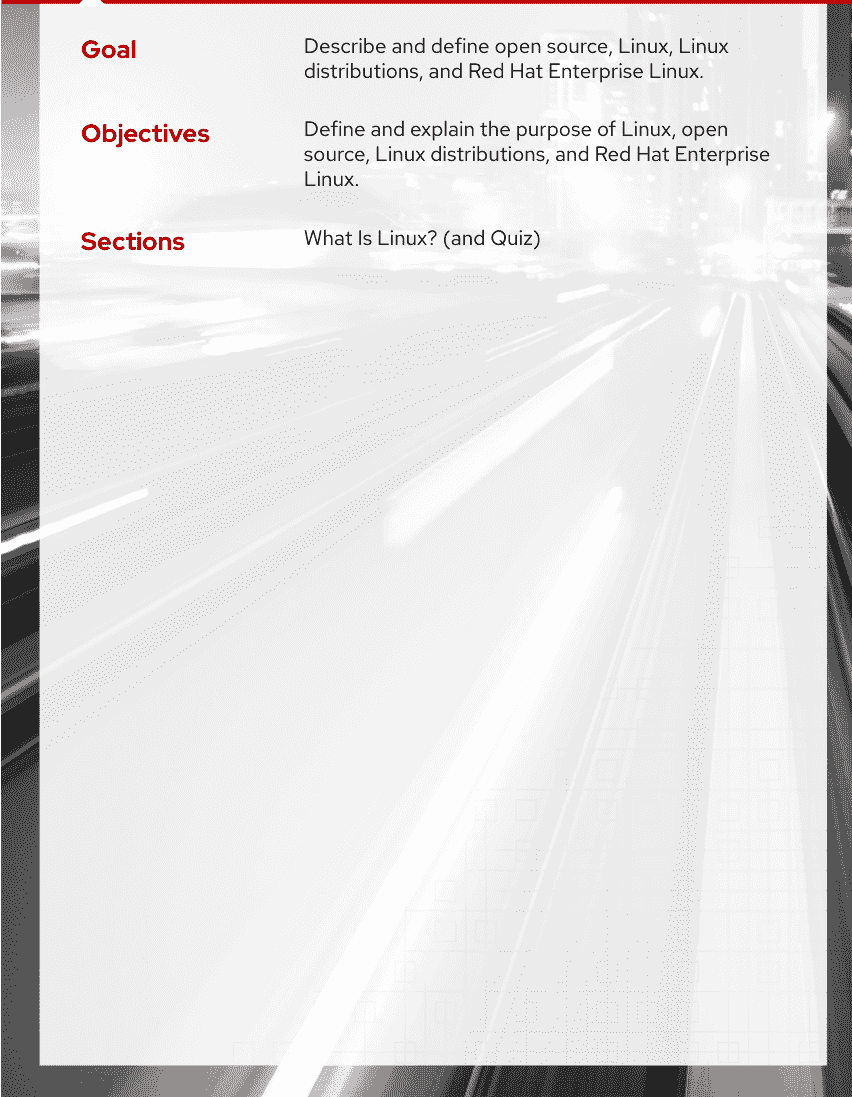 Goal
Describe and define open source, Linux, Linux
distributions, and Red Hat Enterprise Linux.
Objectives
Define and explain the purpose of Linux, open
source, Linux distributions, and Red Hat Enterprise
Linux.
Sections
What Is Linux? (and Quiz)